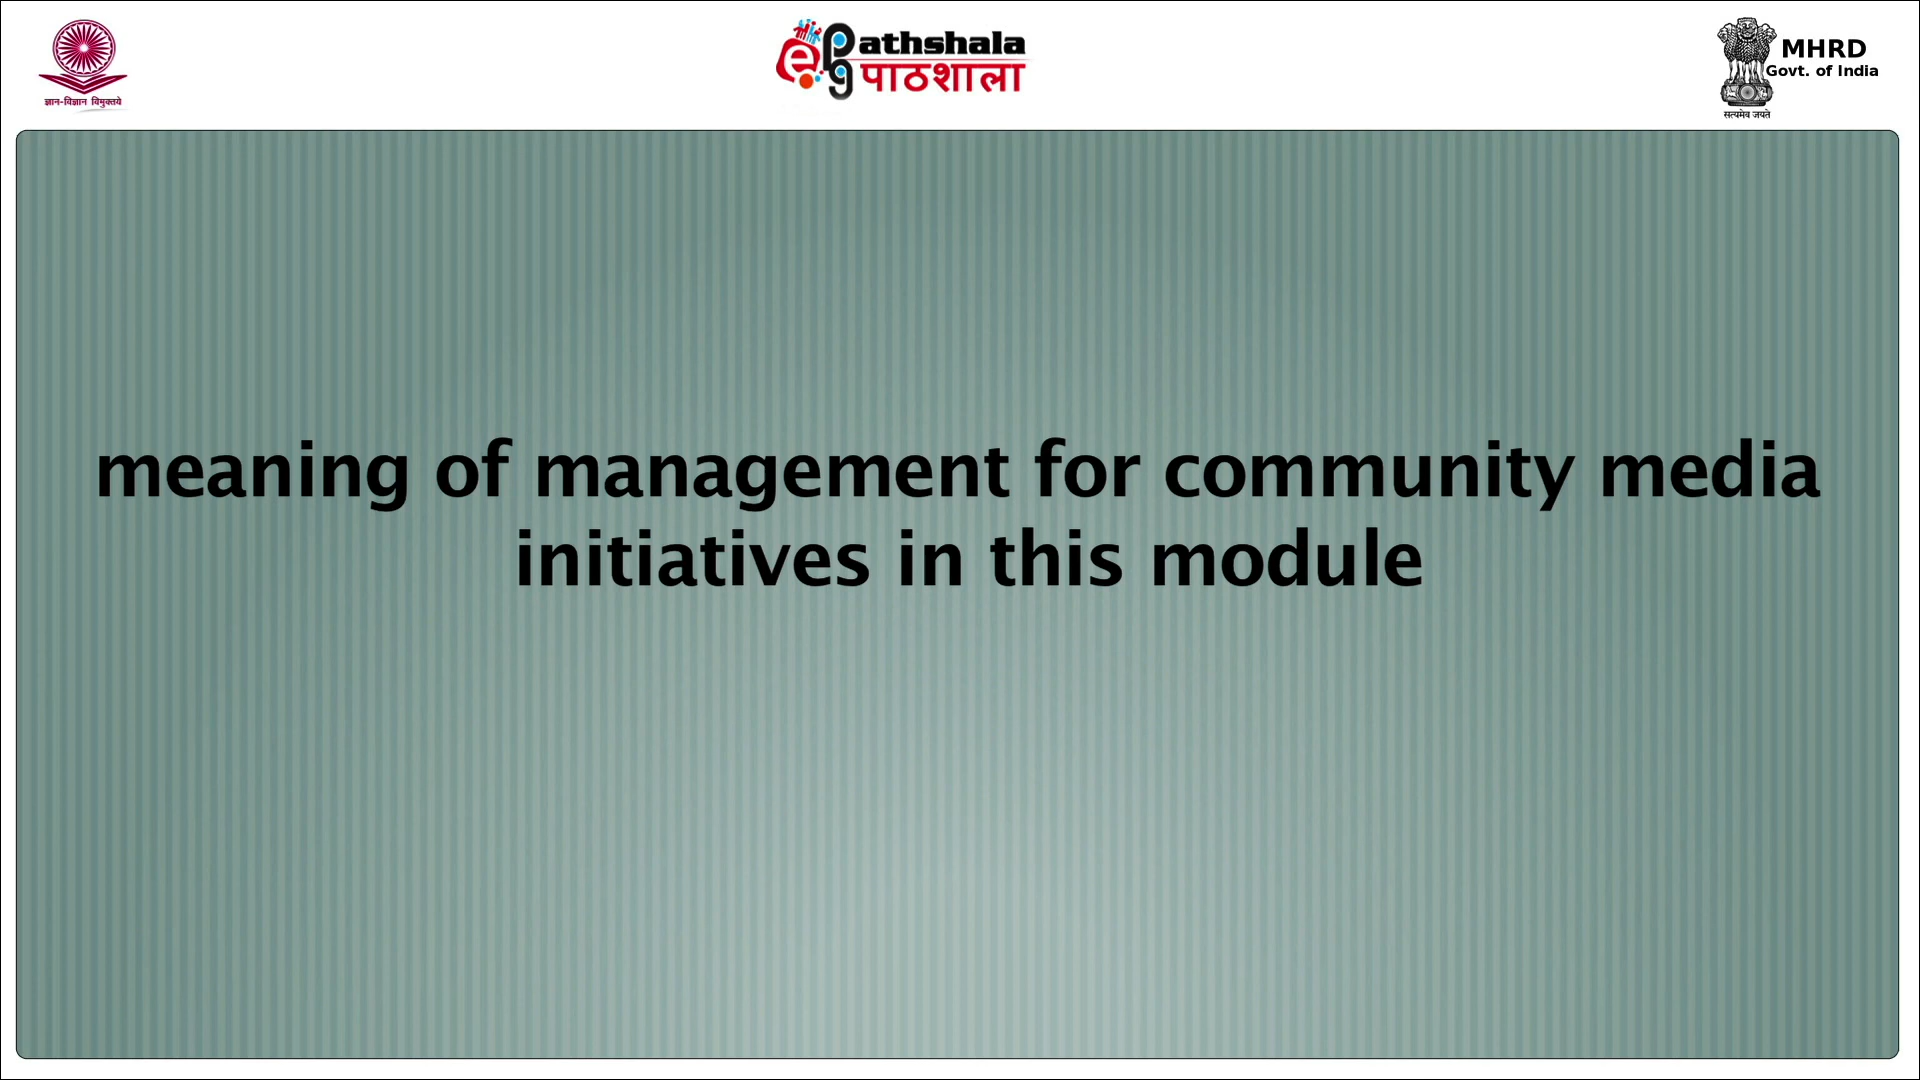 ज्ञान-विज्ञान विमुक्तये
epg athshala
पाठशाला
MHRD
Govt. of India
सत्यमेव जयते
meaning of management for community media
initiatives in this module